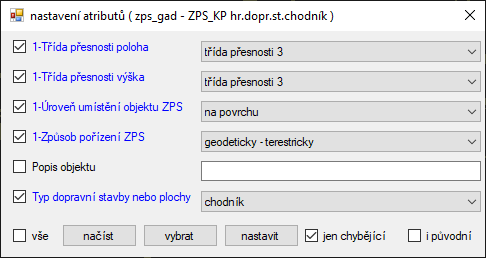 nastavení atributů ( zps_gad - ZPS_KP hr.dopr.st.chodník )
1-Třída přesnosti poloha třída přesnosti 3
1-Třída přesnosti výška třída přesnosti 3
1-Úroveň umístění objektu ZPS na povrchu
1-Způsob pořízení ZPS geodeticky - terestricky
Popis objektu
Typ dopravní stavby nebo plochy chodník
vše načíst vybrat nastavit jen chybějící i původní